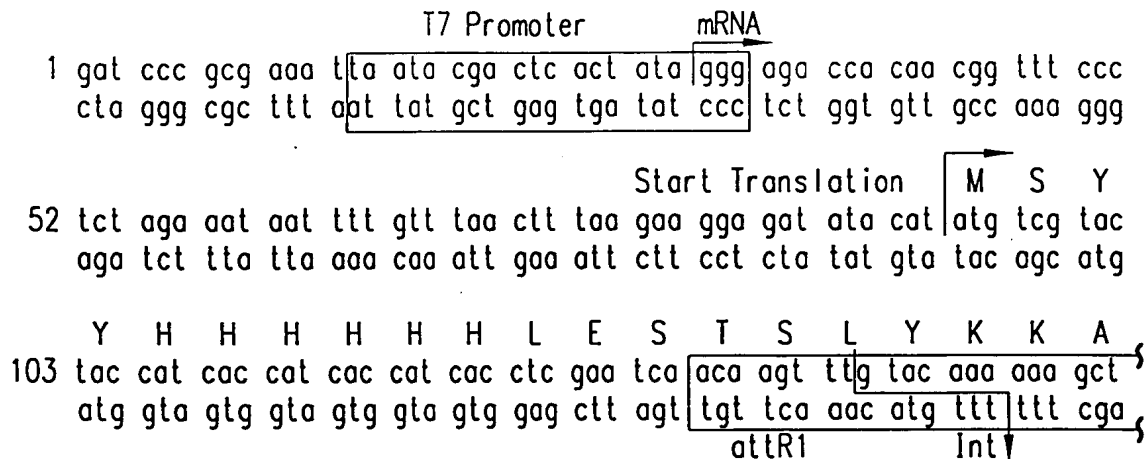 T7 Promoter mRNA
1 gat ccc gcg aaa ttaa ata cga ctc act ata ggg aga cca caa cgg ttt ccc
cta ggg cgc ttt aatt tat gct gag tga tat ccc tct ggt gtt gcc aaa ggg
Start Translation M S Y
52 tct aga aat aat ttt gtt taa ctt taa gaa gga gat ata cat atg tcg tac
aga tct tta tta aaa caa att gaa att ctt cct cta tat gta tac agc atg
Y H H H H H H L E S T S L Y K K A
103 tac cat cac cat cac cat cac ctc gaa tca aca agt ttg tac aaa aaa gct
atg gta gtg gta gtg gta gtg gag ctt agt tgt tca aac atg ttt ttt cga
attR1 Int